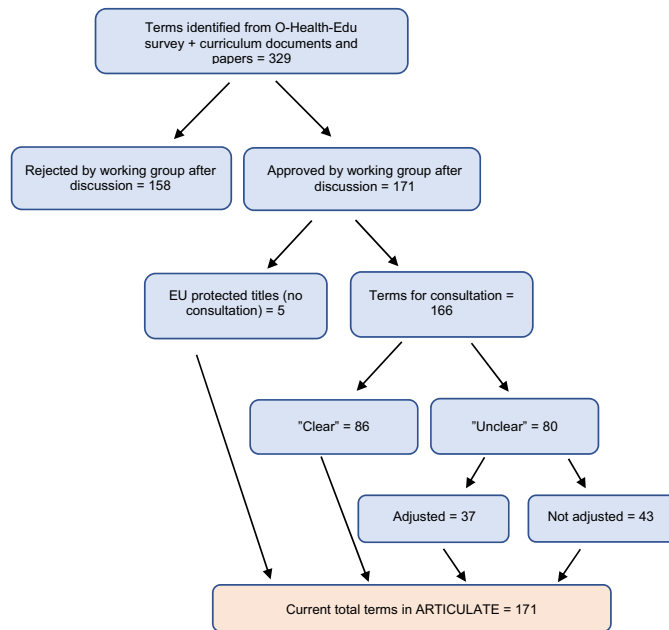 Terms identified from O-Health-Edu
survey + curriculum documents and
papers = 329
Rejected by working group after
discussion = 158
Approved by working group after
discussion = 171
EU protected titles (no
consultation) = 5
Terms for consultation =
166
"Clear" = 86
"Unclear" = 80
Adjusted = 37
Not adjusted = 43
Current total terms in ARTICULATE = 171